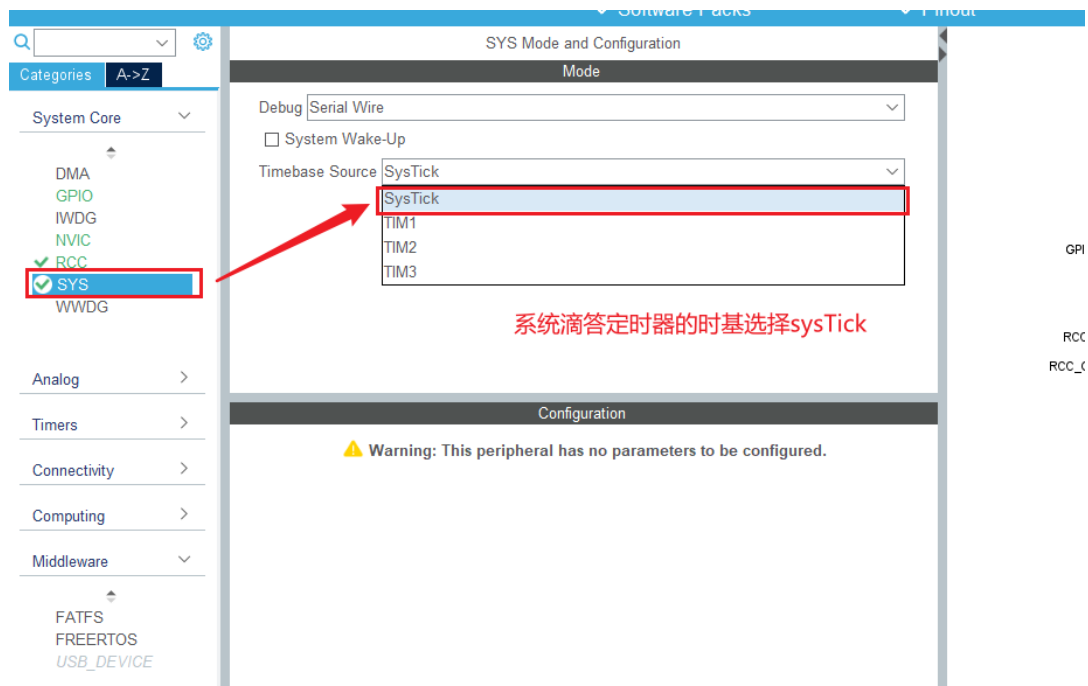 Software Packs
Pinout
SYS Mode and Configuration
Categories
A->Z
Mode
System Core
Debug Serial Wire
System Wake-Up
Timebase Source SysTick
SysTick
TIM1
TIM2
TIM3
DMA
GPIO
IWDG
NVIC
RCC
SYS
WWDG
系统滴答定时器的时基选择sysTick
Analog
Timers
Connectivity
Computing
Middleware
FATFS
FREERTOS
USB_DEVICE
Configuration
Warning: This peripheral has no parameters to be configured.
GPI
RCC